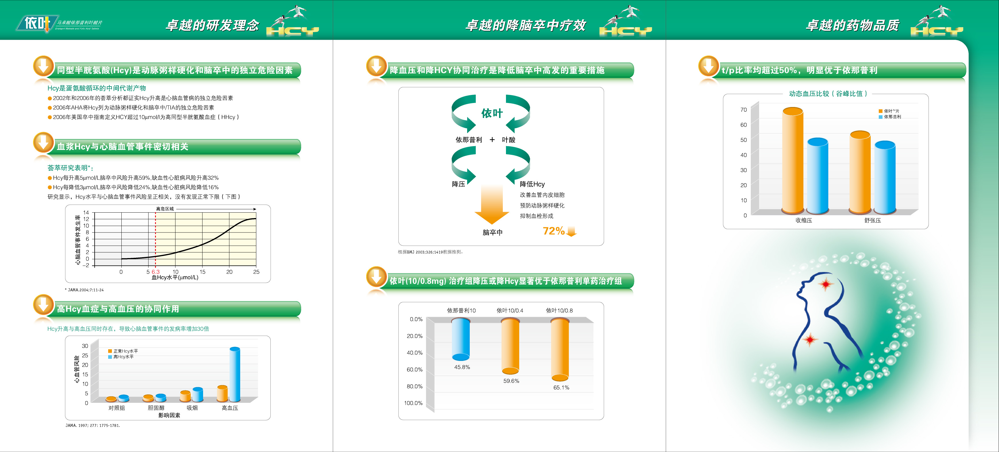 依叶
马来酸依那普利叶酸片
Enalapril Maleate and Folic Acid Tablets
卓越的研发理念
HCY
同型半胱氨酸(Hcy)是动脉粥样硬化和脑卒中的独立危险因素
Hcy是蛋氨酸循环的中间代谢产物
2002年和2006年的荟萃分析都证实Hcy升高是心脑血管病的独立危险因素
2006年AHA将Hcy列为动脉粥样硬化和脑卒中/TIA的独立危险因素
2006年美国卒中指南定义HCY超过10μmol/l为高同型半胱氨酸血症（HHcy）
血浆Hcy与心脑血管事件密切相关
荟萃研究表明*：
Hcy每升高5μmol/L脑卒中风险升高59%,缺血性心脏病风险升高32%
Hcy每降低3μmol/L脑卒中风险降低24%,缺血性心脏病风险降低16%
研究显示，Hcy水平与心脑血管事件风险呈正相关，没有发现正常下限（下图）
高危区域
心脑血管事件发生率
14
12
10
8
6
4
2
0
-2
0 5 6.3 10 15 20 25
血Hcy水平(μmol/L)
* JAMA.2004;7:11-24
高Hcy血症与高血压的协同作用
Hcy升高与高血压同时存在，导致心脑血管事件的发病率增加30倍
心血管风险
30
25
20
15
10
5
0
正常Hcy水平
高Hcy水平
对照组 胆固醇 吸烟 高血压
影响因素
JAMA. 1997; 277: 1775-1781.
卓越的降脑卒中疗效
HCY
降血压和降HCY协同治疗是降低脑卒中高发的重要措施
依叶
依那普利 + 叶酸
降压
降低Hcy
改善血管内皮细胞
预防动脉粥样硬化
抑制血栓形成
脑卒中
72%
根据BMJ 2003;326;1419数据推测。
依叶(10/0.8mg) 治疗组降压或降Hcy显著优于依那普利单药治疗组
依那普利10 依叶10/0.4 依叶10/0.8
0.0%
20.0%
40.0%
60.0%
80.0%
100.0%
45.8%
59.6%
65.1%
卓越的药物品质
HCY
t/p比率均超过50%，明显优于依那普利
动态血压比较（谷峰比值）
70
60
50
40
30
20
10
0
依叶™片
依那普利
收缩压 舒张压